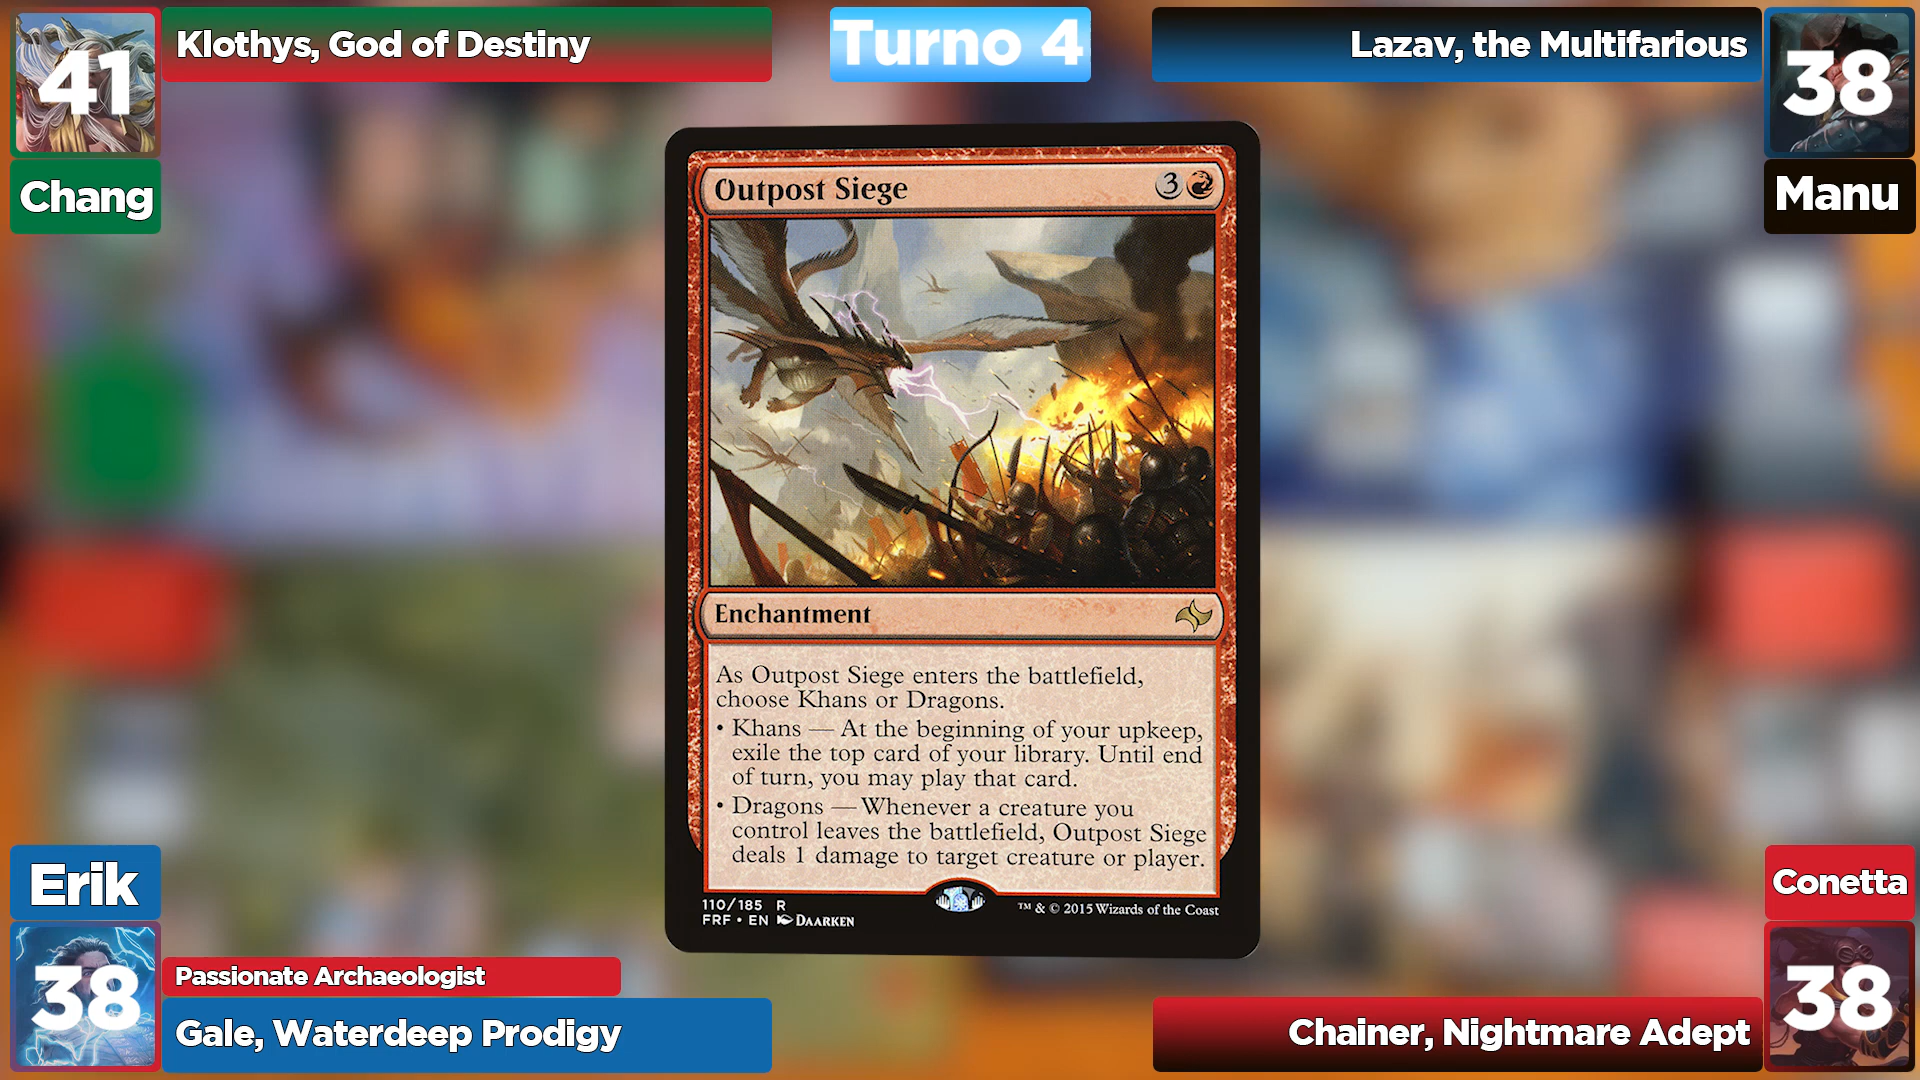 41
Klothys, God of Destiny
Chang
Turno 4
Lazav, the Multifarious
38
Manu
Outpost Siege
3
Enchantment
As Outpost Siege enters the battlefield,
choose Khans or Dragons.
• Khans — At the beginning of your upkeep,
exile the top card of your library. Until end
of turn, you may play that card.
• Dragons — Whenever a creature you
control leaves the battlefield, Outpost Siege
deals 1 damage to target creature or player.
110/185 R
FRF • EN DAARKEN
™ & © 2015 Wizards of the Coast
Erik
38
Passionate Archaeologist
Gale, Waterdeep Prodigy
Conetta
38
Chainer, Nightmare Adept